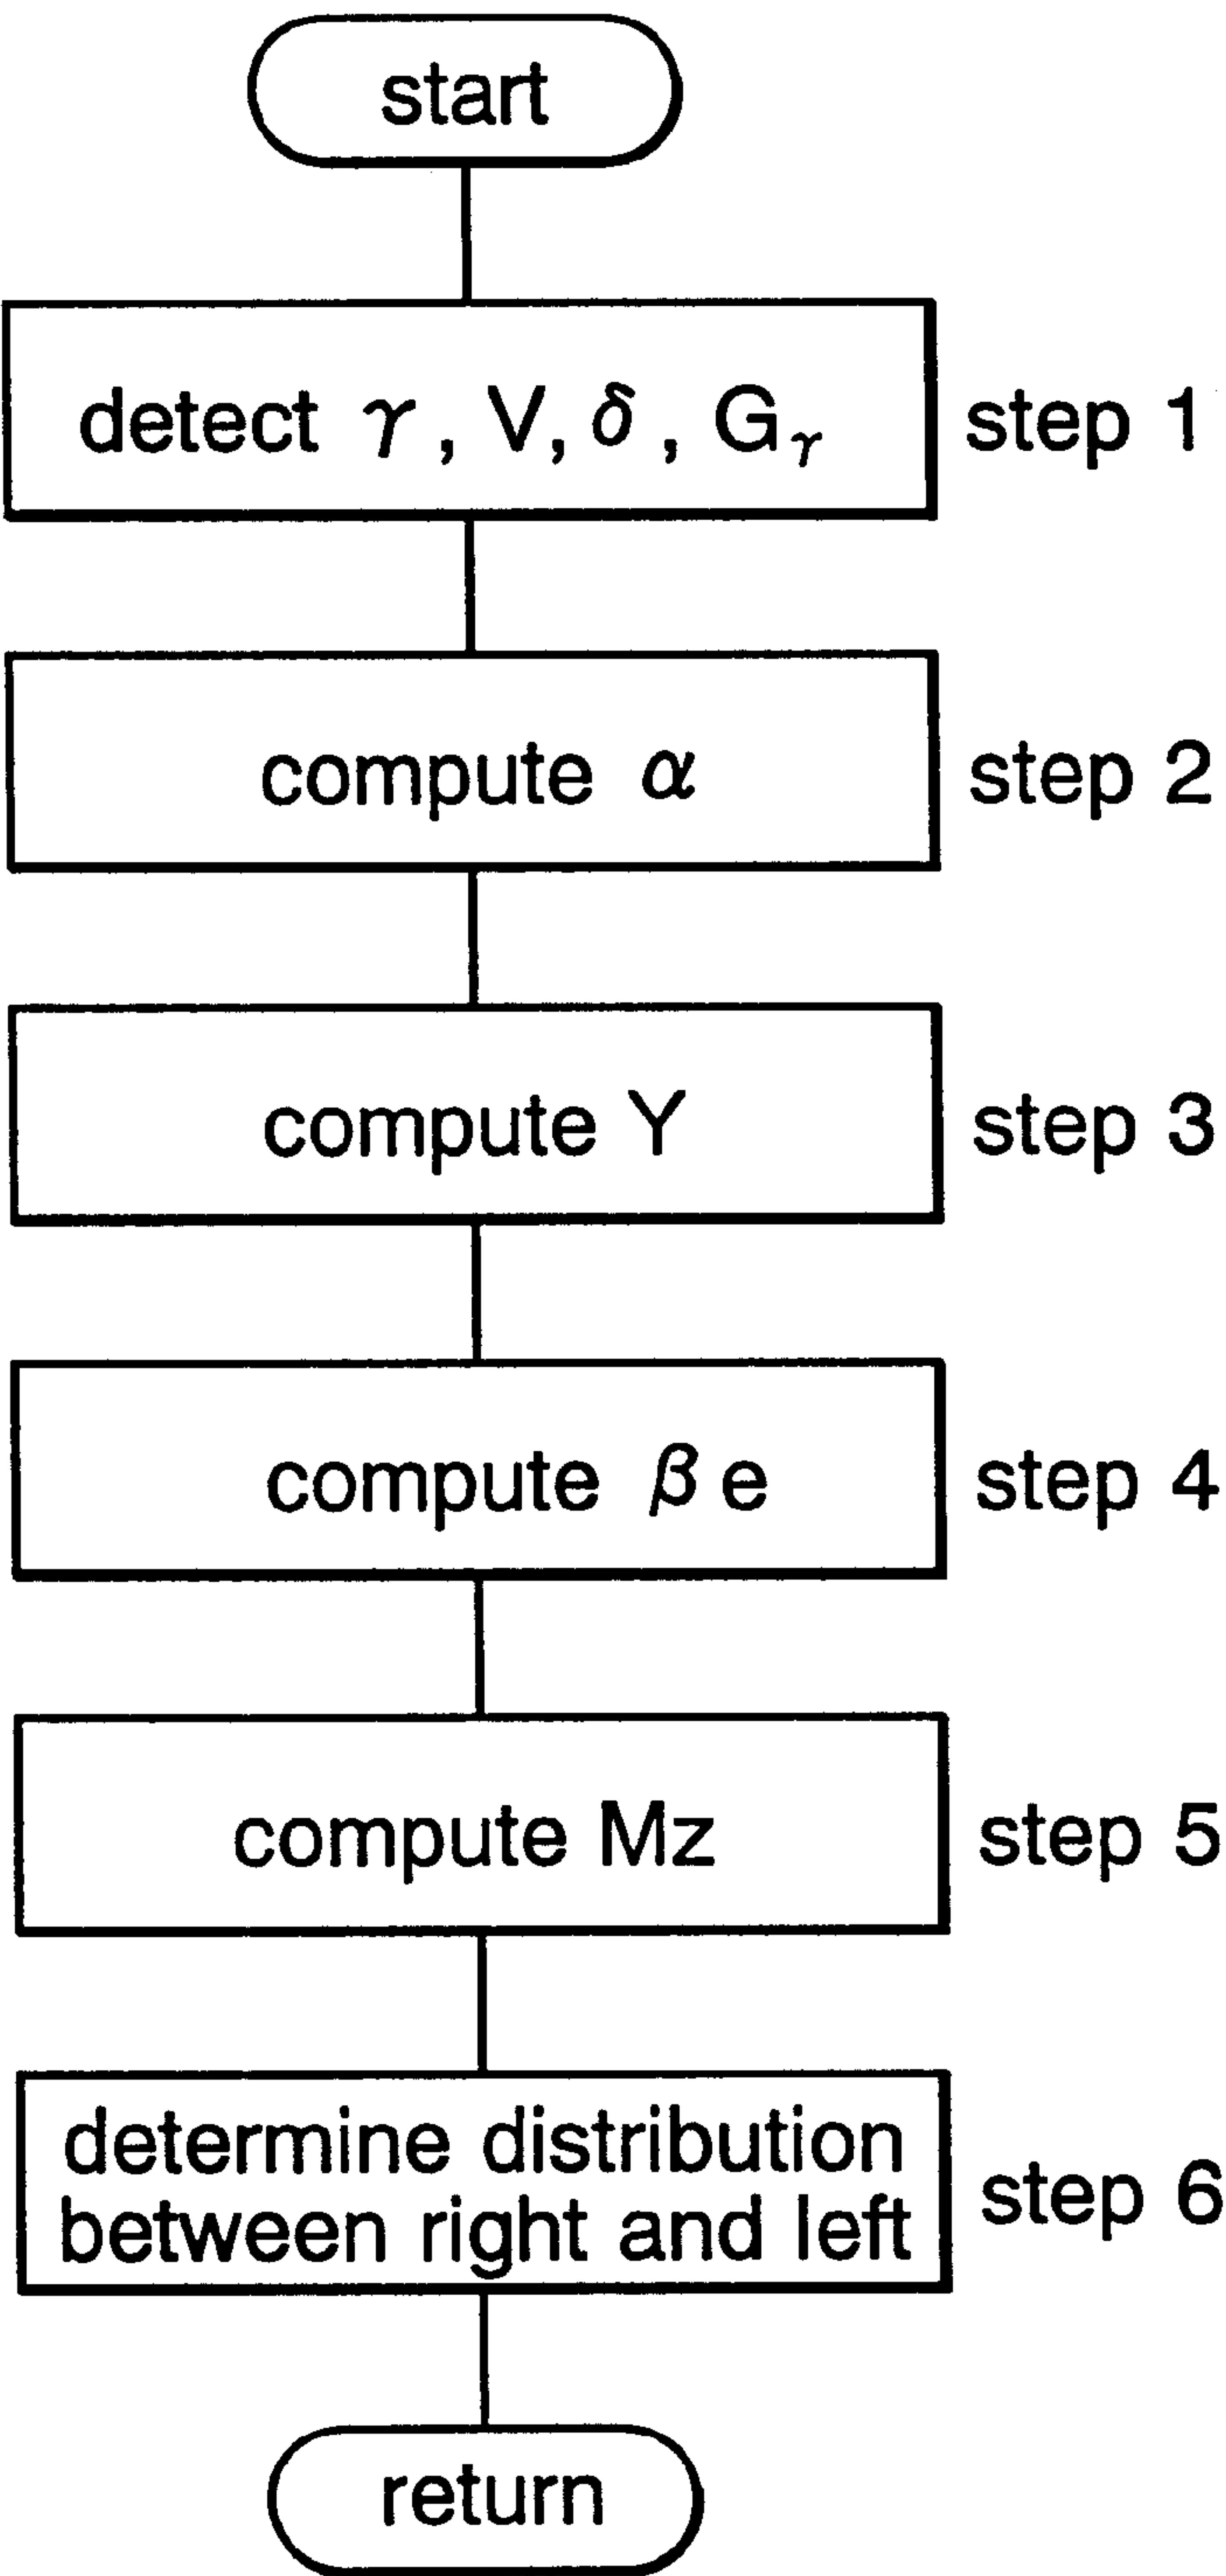 start
detect γ, V, δ, Gγ
step 1
compute α
step 2
compute Y
step 3
compute βe
step 4
compute Mz
step 5
determine distribution
between right and left
step 6
return